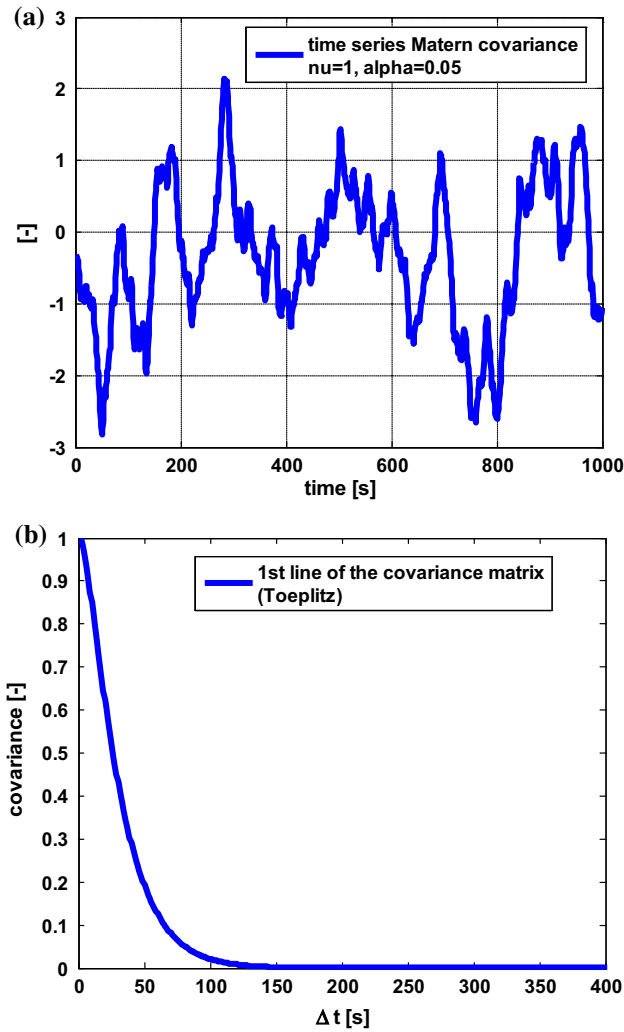 (a)
3
2
1
0
-1
-2
-3
[-]
time series Matern covariance
nu=1, alpha=0.05
0 200 400 600 800 1000
time [s]
(b)
1
0.9
0.8
0.7
0.6
0.5
0.4
0.3
0.2
0.1
0
covariance [-]
1st line of the covariance matrix
(Toeplitz)
0 50 100 150 200 250 300 350 400
Δ t [s]